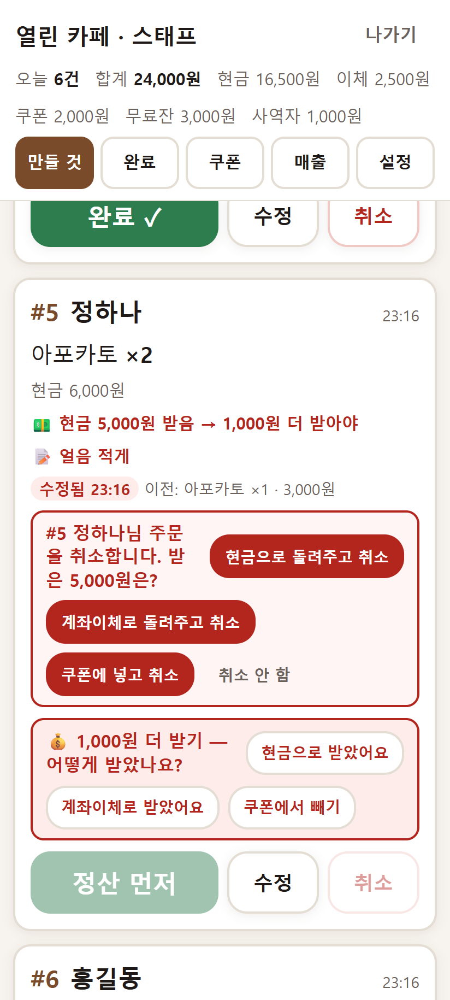 열린 카페 · 스태프 나가기
오늘 6건 합계 24,000원 현금 16,500원 이체 2,500원
쿠폰 2,000원 무료잔 3,000원 사역자 1,000원
만들 것 완료 쿠폰 매출 설정
완료 ✓ 수정 취소
#5 정하나 23:16
아포카토 ×2
현금 6,000원
💵 현금 5,000원 받음 → 1,000원 더 받아야
📝 얼음 적게
수정됨 23:16 이전: 아포카토 ×1 · 3,000원
#5 정하나님 주문
을 취소합니다. 받
은 5,000원은?
현금으로 돌려주고 취소
계좌이체로 돌려주고 취소
쿠폰에 넣고 취소 취소 안 함
💰 1,000원 더 받기 —
어떻게 받았나요?
현금으로 받았어요
계좌이체로 받았어요 쿠폰에서 빼기
정산 먼저 수정 취소
#6 홍길동 23:16